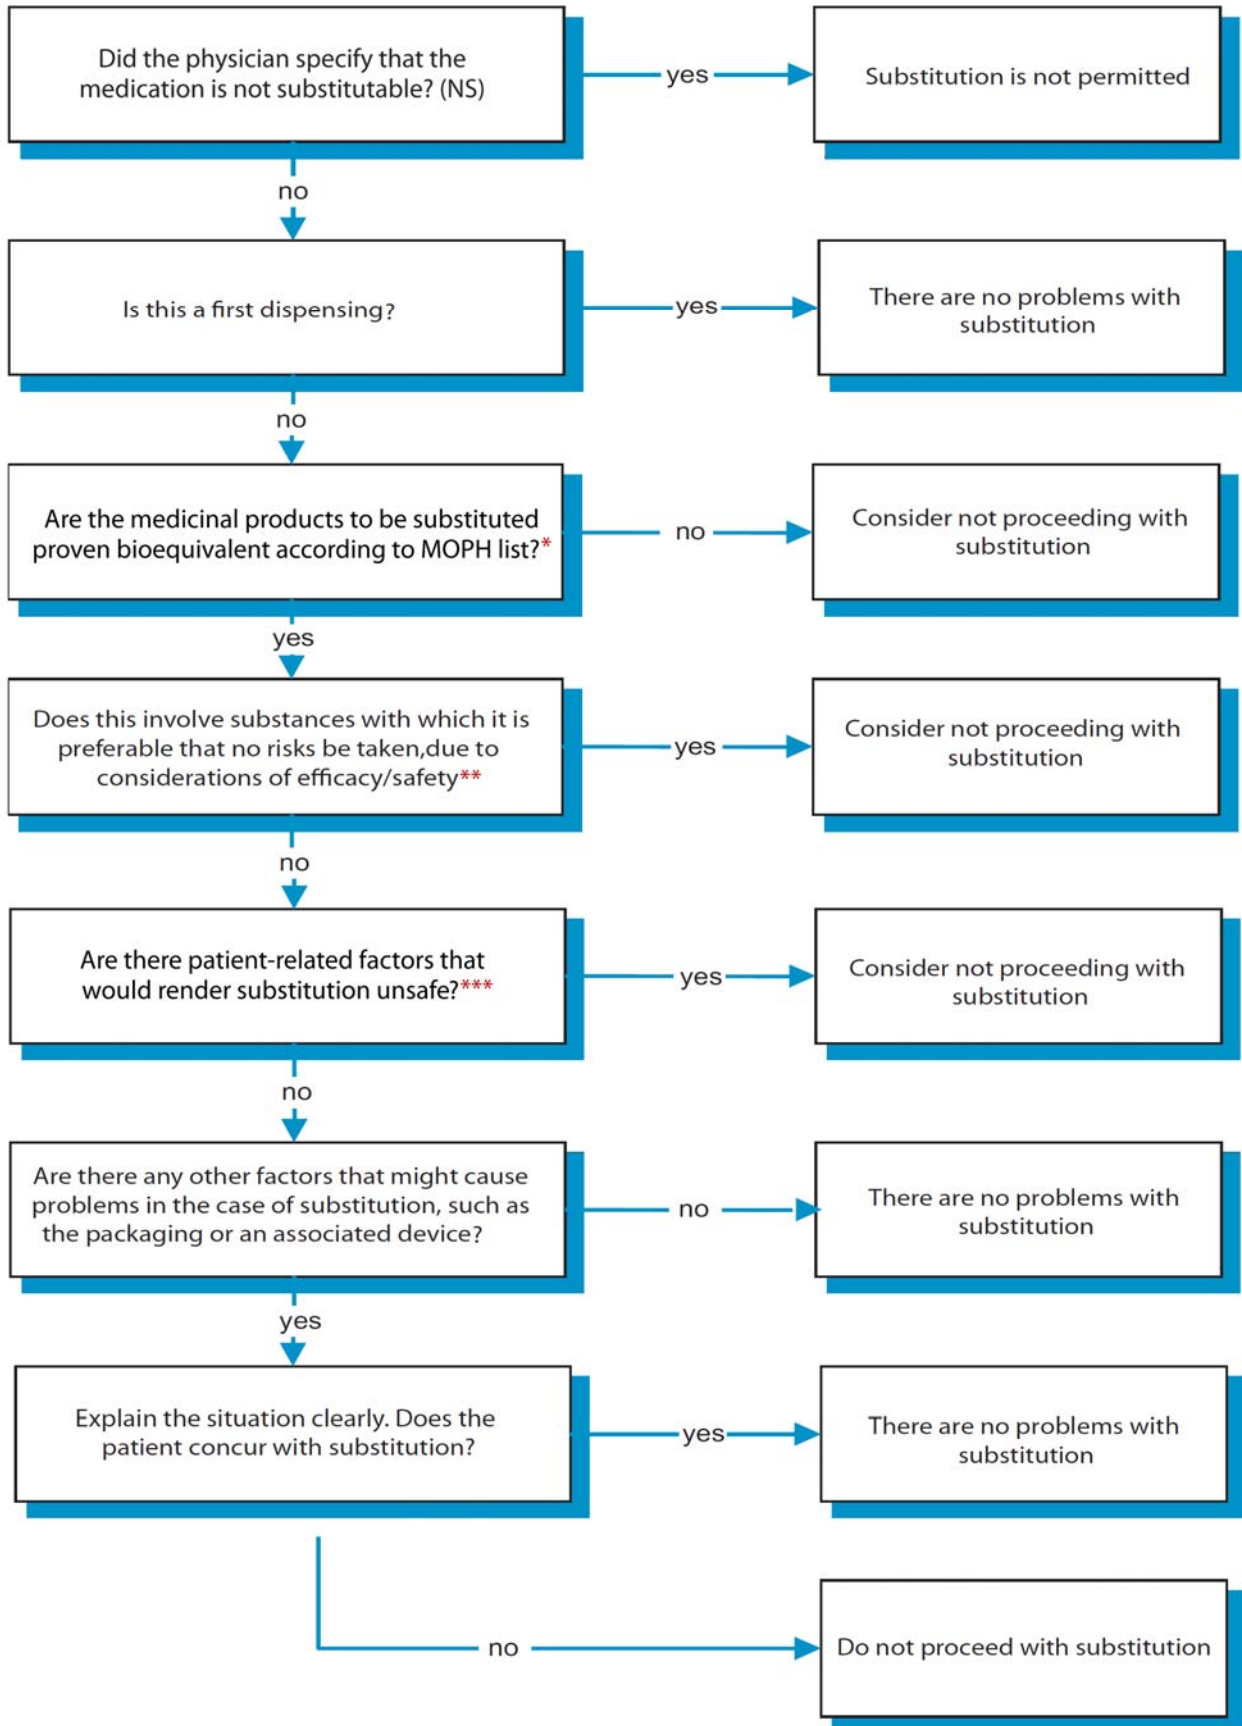 Did the physician specify that the
medication is not substitutable? (NS)
yes
Substitution is not permitted
no
Is this a first dispensing?
yes
There are no problems with
substitution
no
Are the medicinal products to be substituted
proven bioequivalent according to MOPH list?*
no
Consider not proceeding with
substitution
yes
Does this involve substances with which it is
preferable that no risks be taken,due to
considerations of efficacy/safety**
yes
Consider not proceeding with
substitution
no
Are there patient-related factors that
would render substitution unsafe?***
yes
Consider not proceeding with
substitution
no
Are there any other factors that might cause
problems in the case of substitution, such as
the packaging or an associated device?
no
There are no problems with
substitution
yes
Explain the situation clearly. Does the
patient concur with substitution?
yes
There are no problems with
substitution
no
Do not proceed with substitution